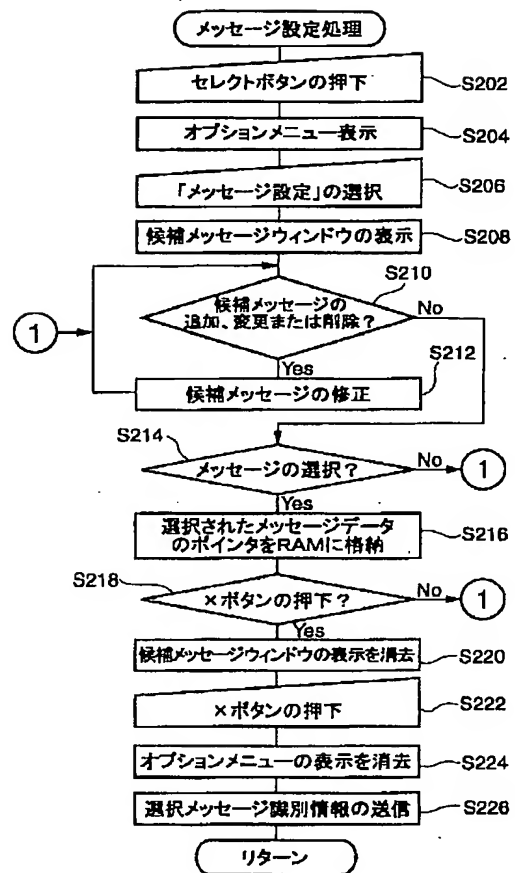 メッセージ設定処理
セレクトボタンの押下
S202
オプションメニュー表示
S204
「メッセージ設定」の選択
S206
候補メッセージウィンドウの表示
S208
S210
候補メッセージの
追加、変更または削除?
No
1
Yes
S212
候補メッセージの修正
S214
メッセージの選択?
No
1
Yes
選択されたメッセージデータ
のポインタをRAMに格納
S216
S218
×ボタンの押下?
No
1
Yes
候補メッセージウィンドウの表示を消去
S220
×ボタンの押下
S222
オプションメニューの表示を消去
S224
選択メッセージ識別情報の送信
S226
リターン